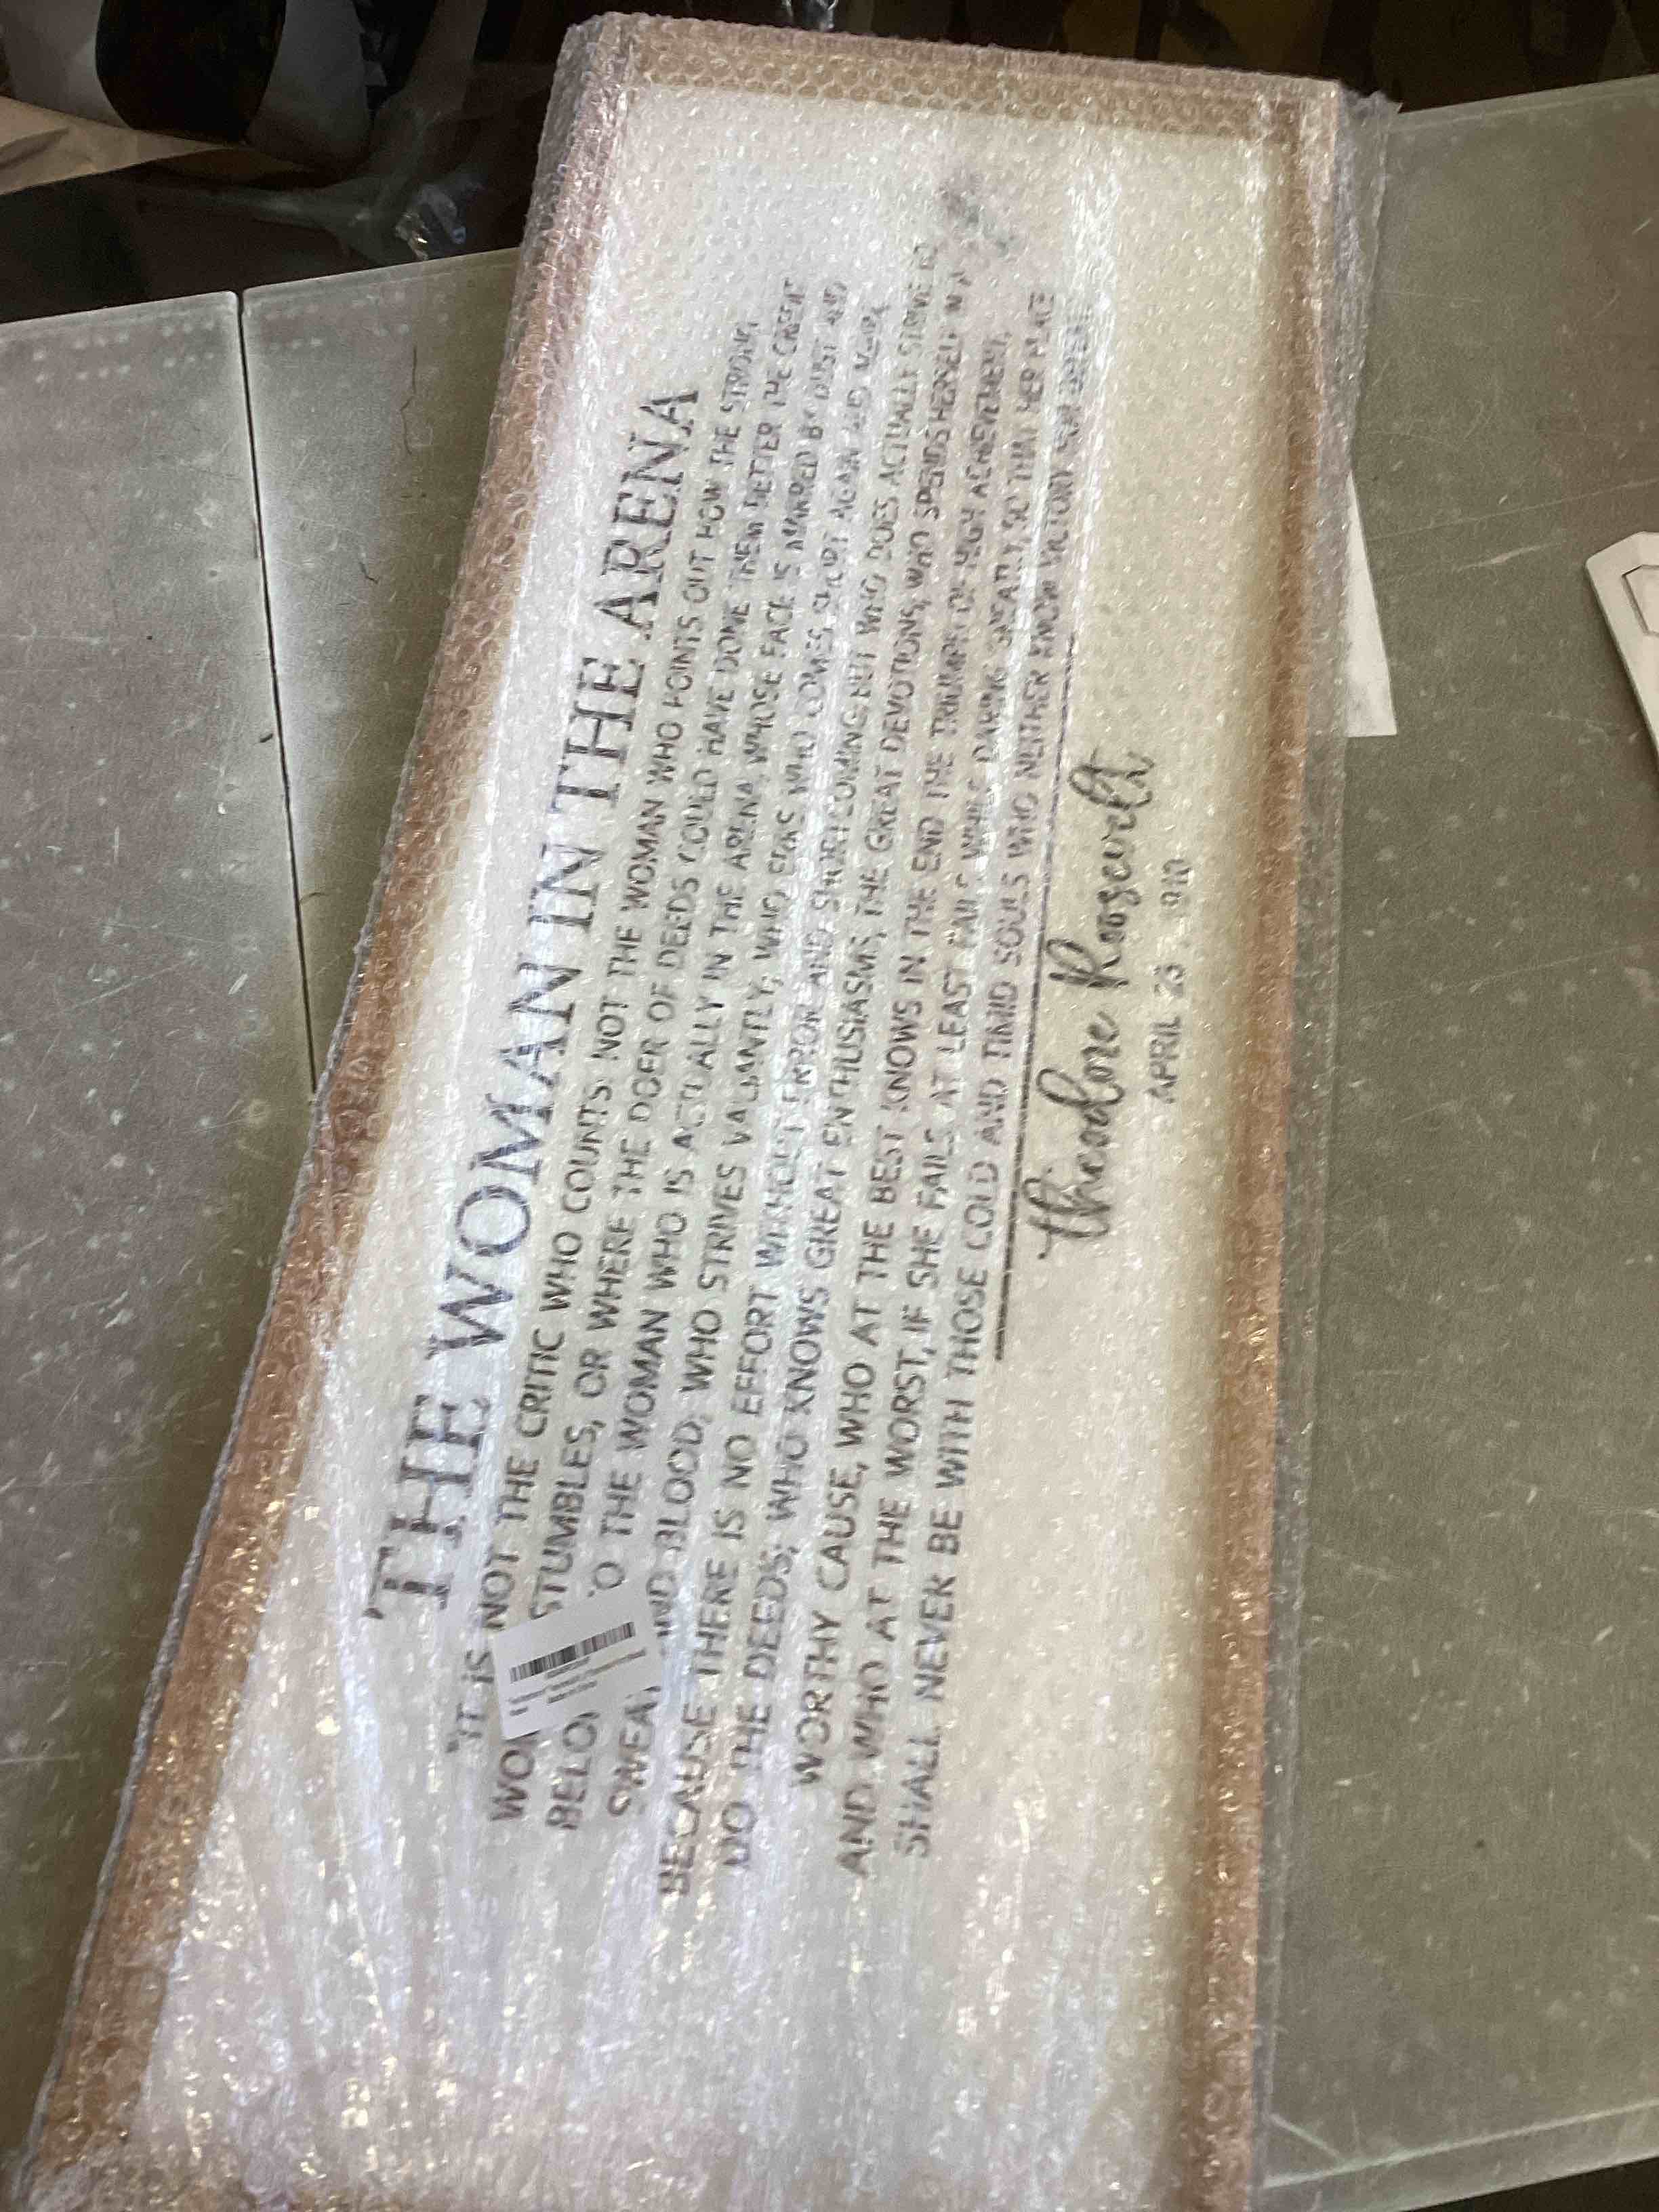 THE WOMAN IN THE ARENA
"IT IS NOT THE CRITIC WHO COUNTS NOT THE WOMAN WHO POINTS OUT HOW THE STRONG
STUMBLES, OR WHERE THE DOER OF DEEDS COULD HAVE DONE THEM BETTER THE CREDIT
THE WOMAN WHO IS ACTUALLY IN THE ARENA, WHOSE FACE IS MARRED BY DUST AND
BLOOD; WHO STRIVES VALIANTLY; WHO ERRS WHO COMES SHORT AGAIN AND
BECAUSE THERE IS NO EFFORT WITHOUT ERROR AND SHORTCOMING BUT WHO DOES ACTUALLY STRIVE TO
DO THE DEEDS; WHO KNOWS GREAT ENTHUSIASMS, THE GREAT DEVOTIONS, WHO SPENDS HERSELF IN A
WORTHY CAUSE, WHO AT THE BEST KNOWS IN THE END THE TRIUMPH OF HIGH ACHIEVEMENT,
AND WHO AT THE WORST, IF SHE FAILS AT LEAST FAILS WHILE DARING GREATLY, SO THAT HER PLACE
SHALL NEVER BE WITH THOSE COLD AND TIMID SOULS WHO NEITHER KNOW VICTORY
Theodore Roosevelt
APRIL 23, 1910